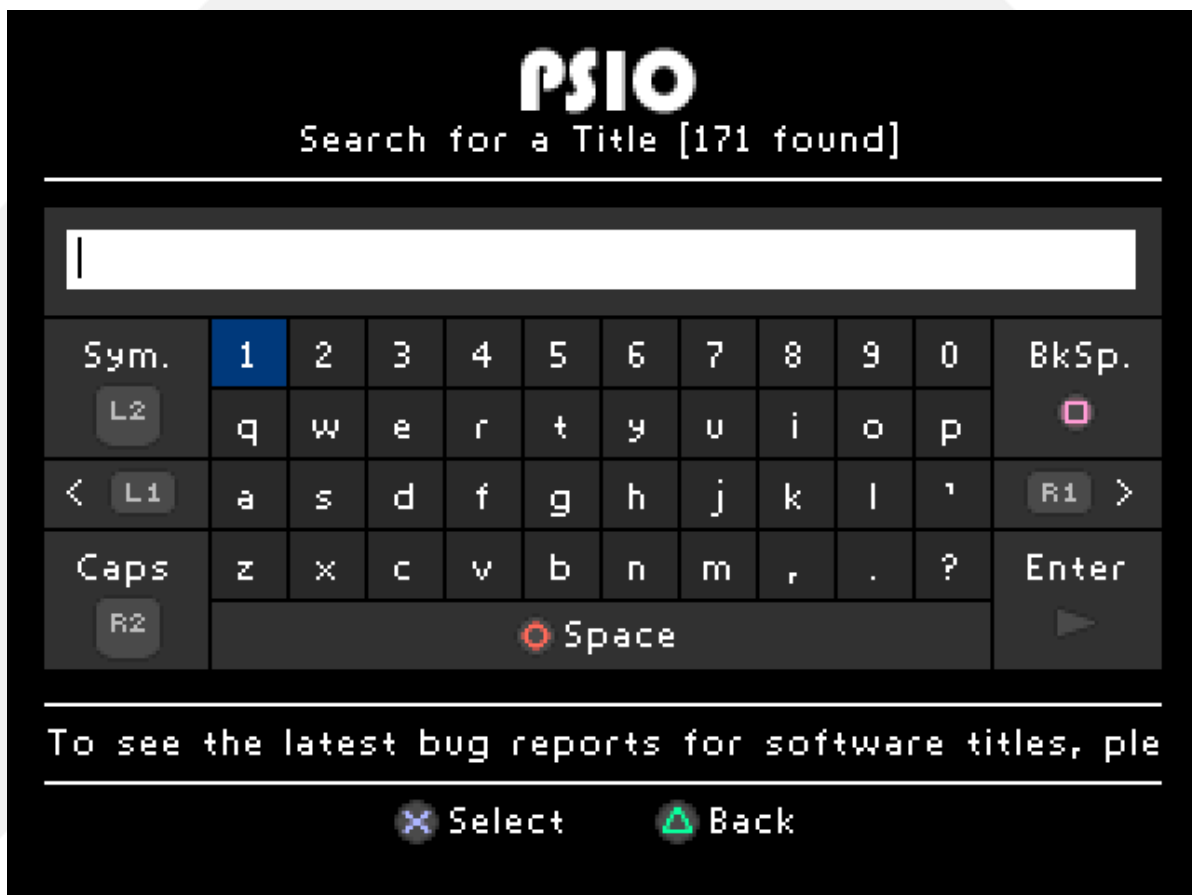 PSIO
Search for a Title [171 found]
Sym. 1 2 3 4 5 6 7 8 9 0 BkSp.
L2 q w e r t y u i o p
< L1 a s d f g h j k l ' R1 >
Caps z x c v b n m , . ? Enter
R2 Space
To see the latest bug reports for software titles, ple
Select Back